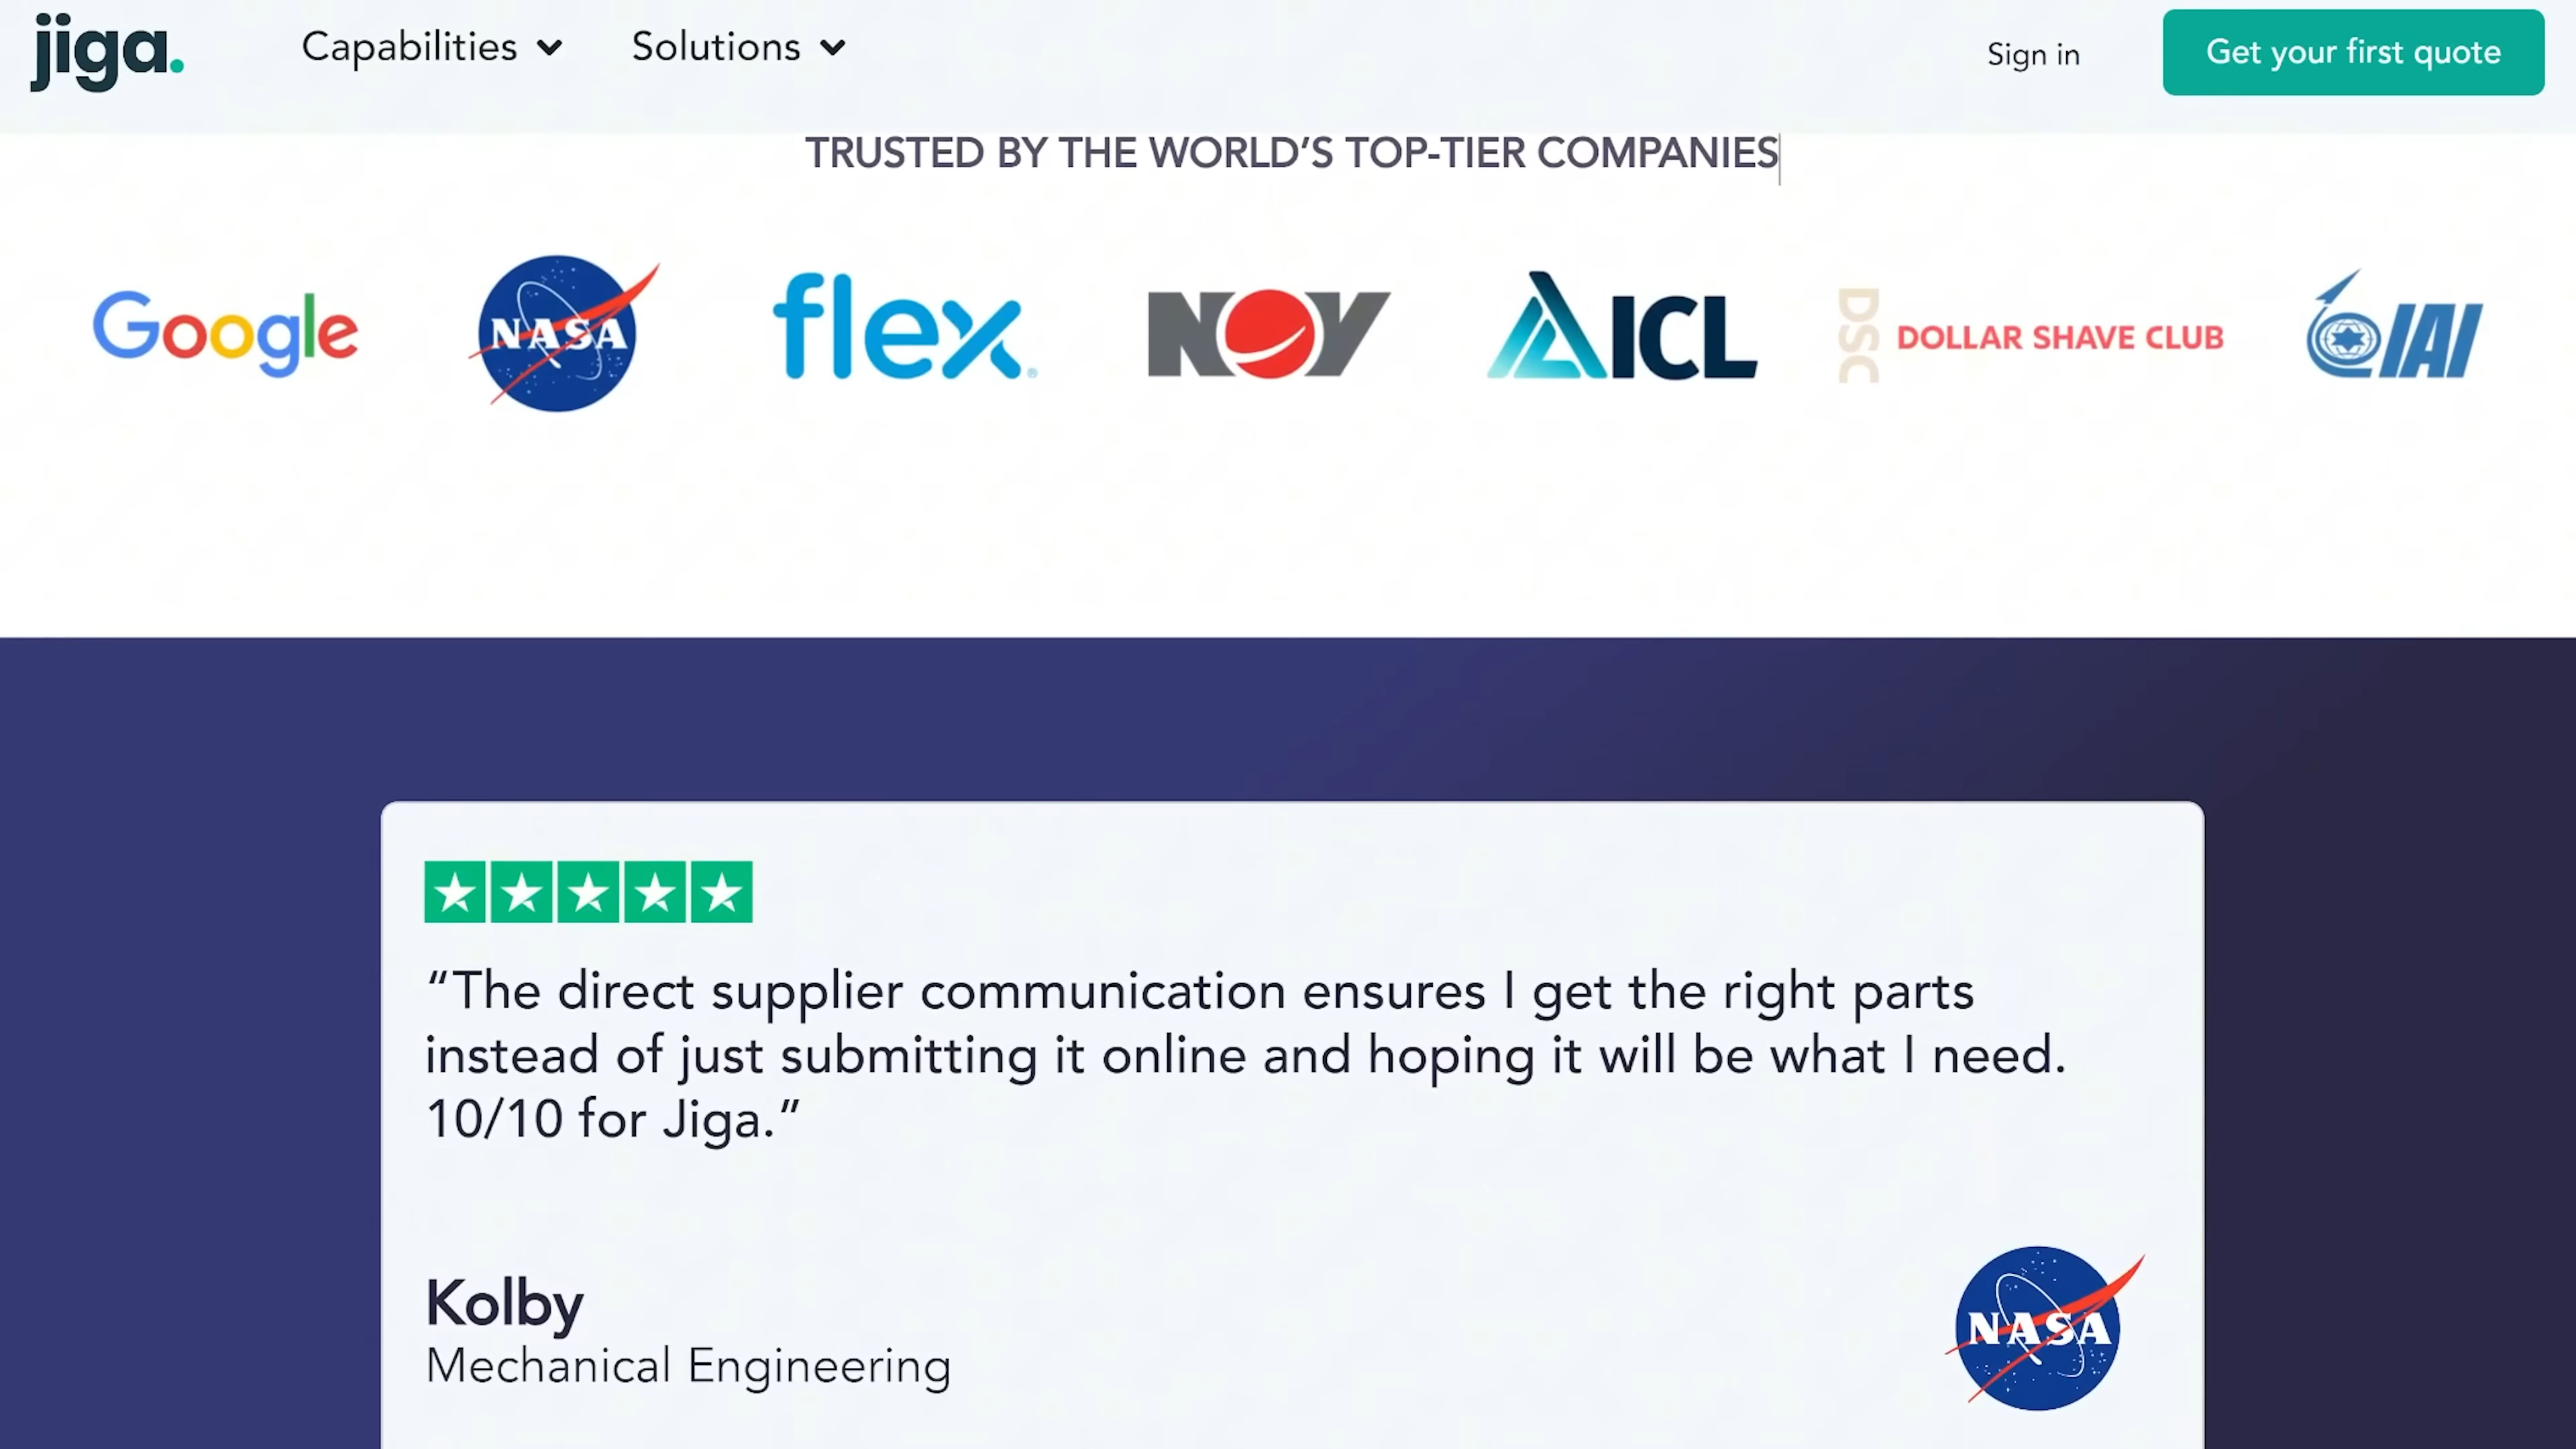 jiga.
Capabilities
Solutions
Sign in
Get your first quote
TRUSTED BY THE WORLD’S TOP-TIER COMPANIES
Google
NASA
flex®
NOV
ICL
DSC
DOLLAR SHAVE CLUB
IAI
“The direct supplier communication ensures I get the right parts
instead of just submitting it online and hoping it will be what I need.
10/10 for Jiga.”
Kolby
Mechanical Engineering
NASA